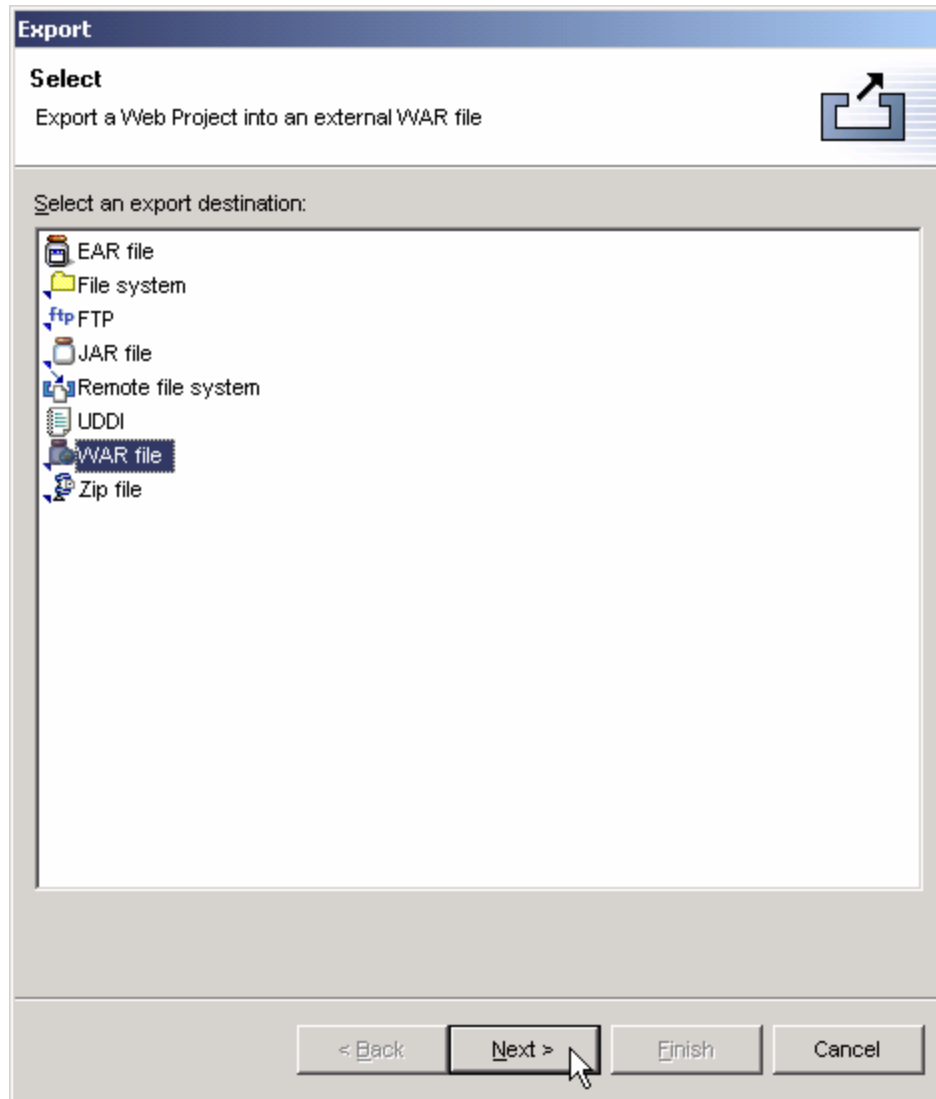 Export
Select
Export a Web Project into an external WAR file
Select an export destination:
EAR file
File system
ftp FTP
JAR file
Remote file system
UDDI
WAR file
Zip file
< Back Next > Finish Cancel